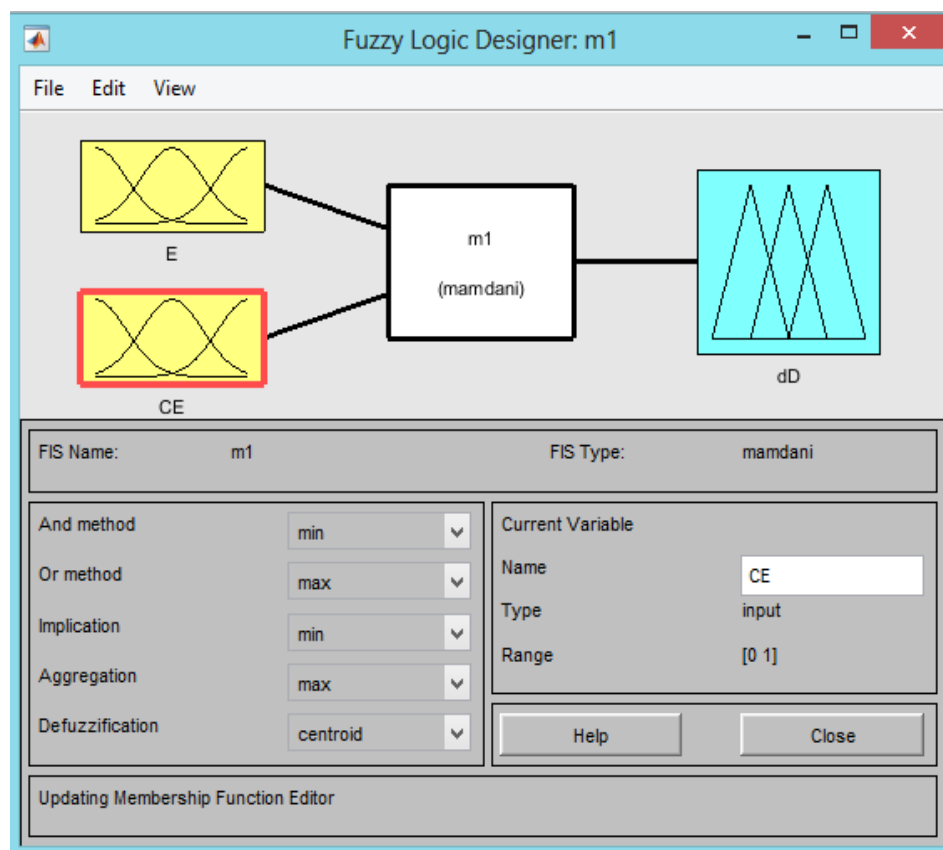 Fuzzy Logic Designer: m1
File Edit View
E
CE
m1
(mamdani)
dD
FIS Name: m1 FIS Type: mamdani
And method min
Or method max
Implication min
Aggregation max
Defuzzification centroid
Current Variable
Name CE
Type input
Range [0 1]
Help Close
Updating Membership Function Editor